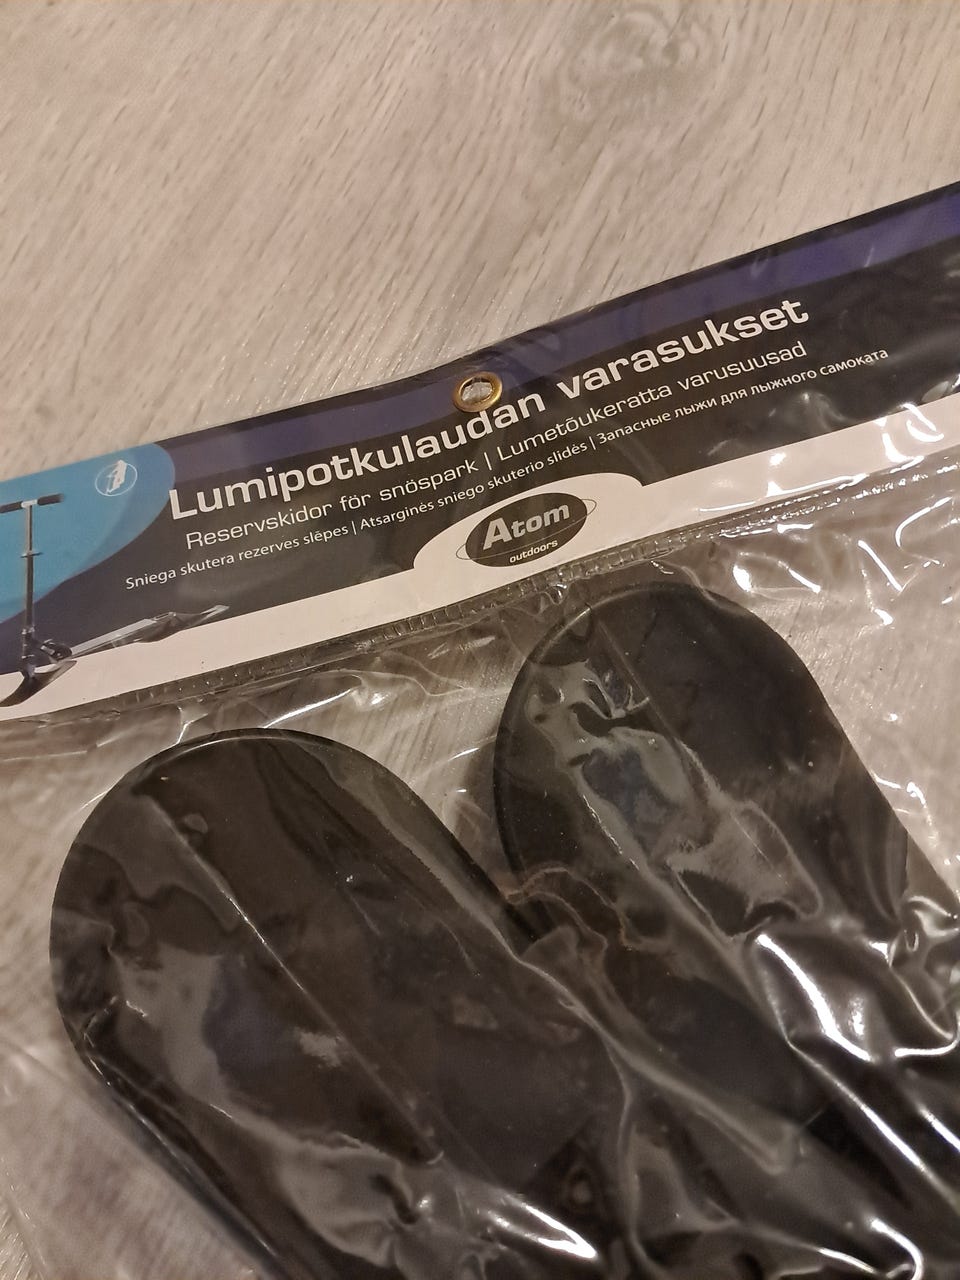 Lumipotkulaudan varasukset
Reservskidor för snöspark | Lumetõukeratta varusuusad
Sniega skutera rezerves slēpes | Atsarginės sniego skuterio slidės | Запасные лыжи для лыжного самоката
Atom
outdoors